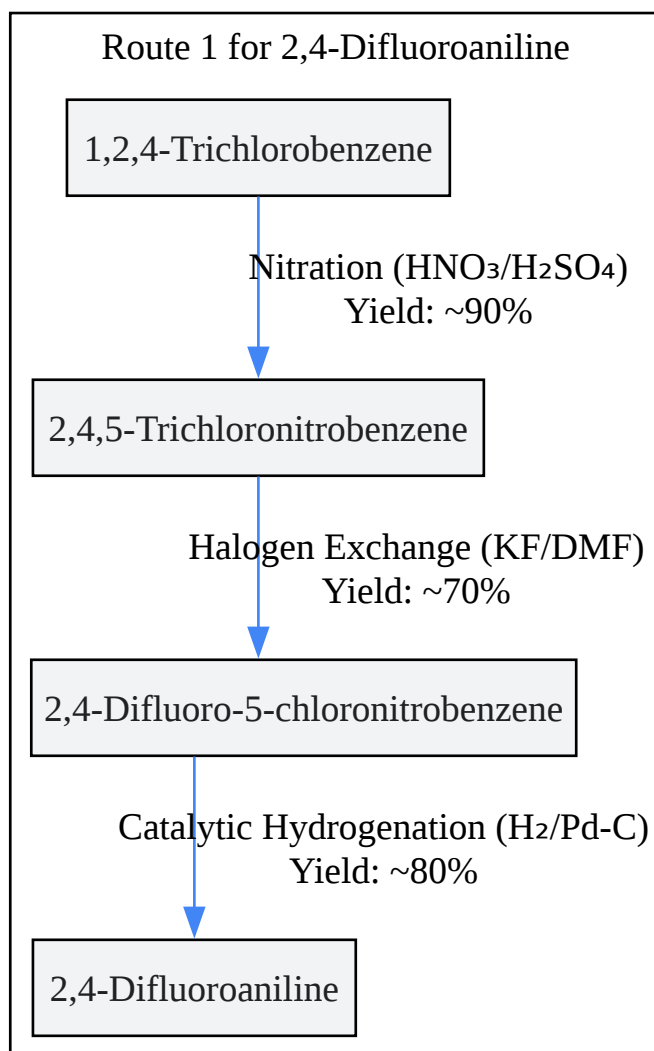 Route 1 for 2,4-Difluoroaniline
1,2,4-Trichlorobenzene
Nitration (HNO₃/H₂SO₄)
Yield: ~90%
2,4,5-Trichloronitrobenzene
Halogen Exchange (KF/DMF)
Yield: ~70%
2,4-Difluoro-5-chloronitrobenzene
Catalytic Hydrogenation (H₂/Pd-C)
Yield: ~80%
2,4-Difluoroaniline